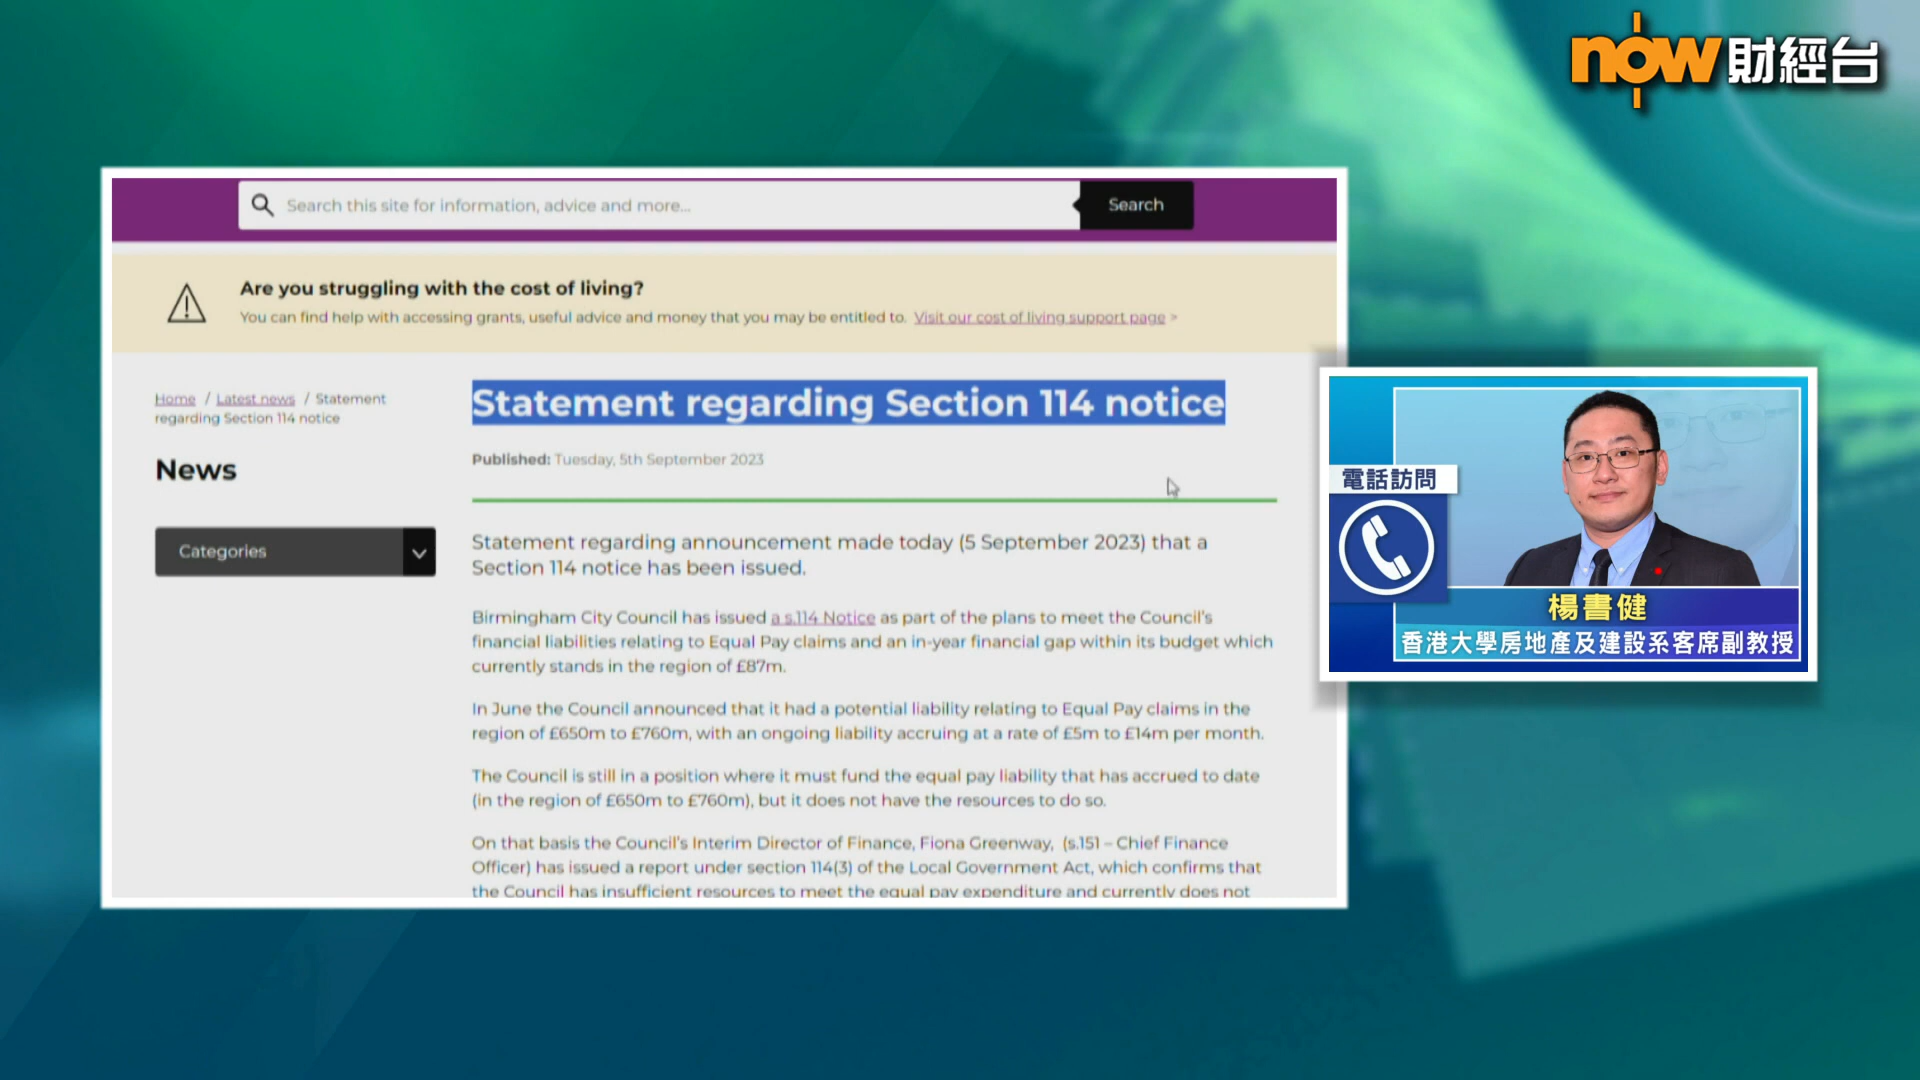 now 財經台
Search this site for information, advice and more...
Search
Are you struggling with the cost of living?
You can find help with accessing grants, useful advice and money that you may be entitled to. Visit our cost of living support page >
Home / Latest news / Statement
regarding Section 114 notice
Statement regarding Section 114 notice
Published: Tuesday, 5th September 2023
News
Categories
Statement regarding announcement made today (5 September 2023) that a
Section 114 notice has been issued.
Birmingham City Council has issued a s.114 Notice as part of the plans to meet the Council's
financial liabilities relating to Equal Pay claims and an in-year financial gap within its budget which
currently stands in the region of £87m.
In June the Council announced that it had a potential liability relating to Equal Pay claims in the
region of £650m to £760m, with an ongoing liability accruing at a rate of £5m to £14m per month.
The Council is still in a position where it must fund the equal pay liability that has accrued to date
(in the region of £650m to £760m), but it does not have the resources to do so.
On that basis the Council's Interim Director of Finance, Fiona Greenway, (s.151 – Chief Finance
Officer) has issued a report under section 114(3) of the Local Government Act, which confirms that
the Council has insufficient resources to meet the equal pay expenditure and currently does not
電話訪問
楊書健
香港大學房地產及建設系客席副教授